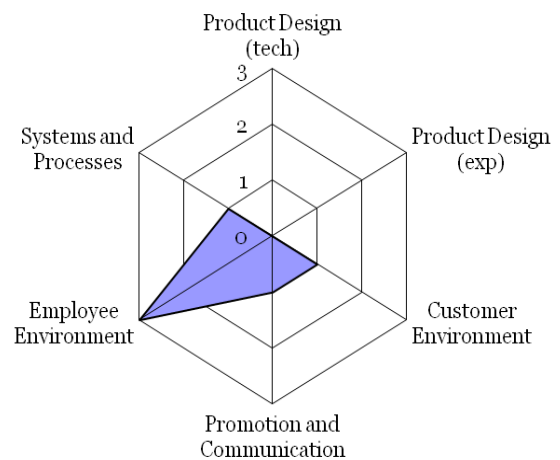 Product Design
(tech)
3
2
1
0
Systems and
Processes
Product Design
(exp)
Employee
Environment
Customer
Environment
Promotion and
Communication